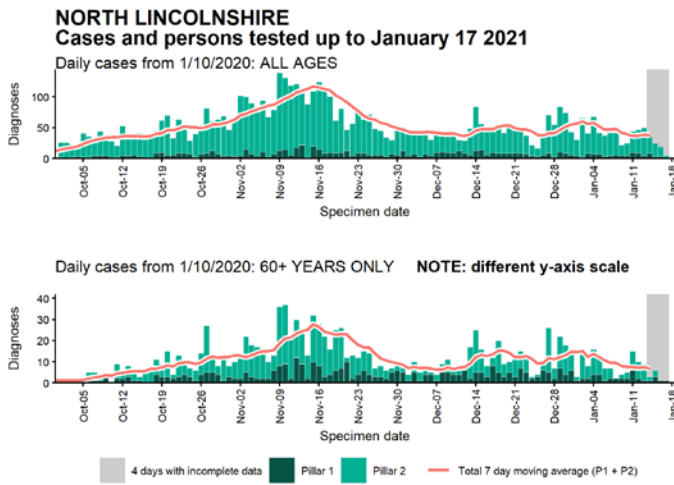 NORTH LINCOLNSHIRE
Cases and persons tested up to January 17 2021
Daily cases from 1/10/2020: ALL AGES
100
50
0
Diagnoses
Oct-05 Oct-12 Oct-19 Oct-26 Nov-02 Nov-09 Nov-16 Nov-23 Nov-30 Dec-07 Dec-14 Dec-21 Dec-28 Jan-04 Jan-11 Jan-18
Specimen date
Daily cases from 1/10/2020: 60+ YEARS ONLY NOTE: different y-axis scale
40
30
20
10
0
Diagnoses
Oct-05 Oct-12 Oct-19 Oct-26 Nov-02 Nov-09 Nov-16 Nov-23 Nov-30 Dec-07 Dec-14 Dec-21 Dec-28 Jan-04 Jan-11 Jan-18
Specimen date
4 days with incomplete data Pillar 1 Pillar 2 Total 7 day moving average (P1 + P2)